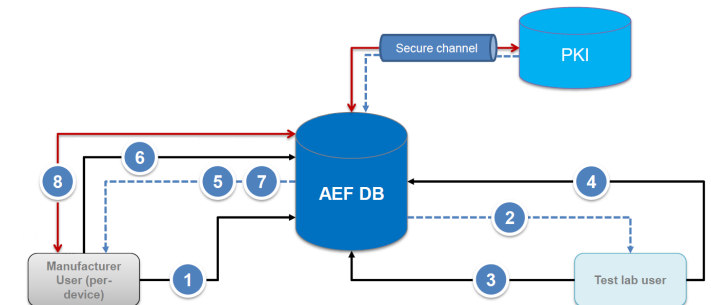 Secure channel
PKI
6
8
5
7
AEF DB
4
2
Manufacturer
User (per-
device)
1
3
Test lab user